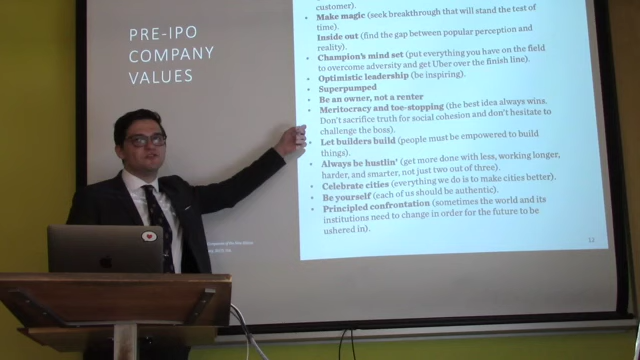 PRE-IPO
COMPANY
VALUES
customer).
• Make magic (seek breakthrough that will stand the test of
time).
Inside out (find the gap between popular perception and
reality).
• Champion's mind set (put everything you have on the field
to overcome adversity and get Uber over the finish line).
• Optimistic leadership (be inspiring).
• Superpumped
• Be an owner, not a renter
• Meritocracy and toe-stopping (the best idea always wins.
Don't sacrifice truth for social cohesion and don't hesitate to
challenge the boss).
• Let builders build (people must be empowered to build
things).
• Always be hustlin' (get more done with less, working longer,
harder, and smarter, not just two out of three).
• Celebrate cities (everything we do is to make cities better).
• Be yourself (each of us should be authentic).
• Principled confrontation (sometimes the world and its
institutions need to change in order for the future to be
ushered in).
12